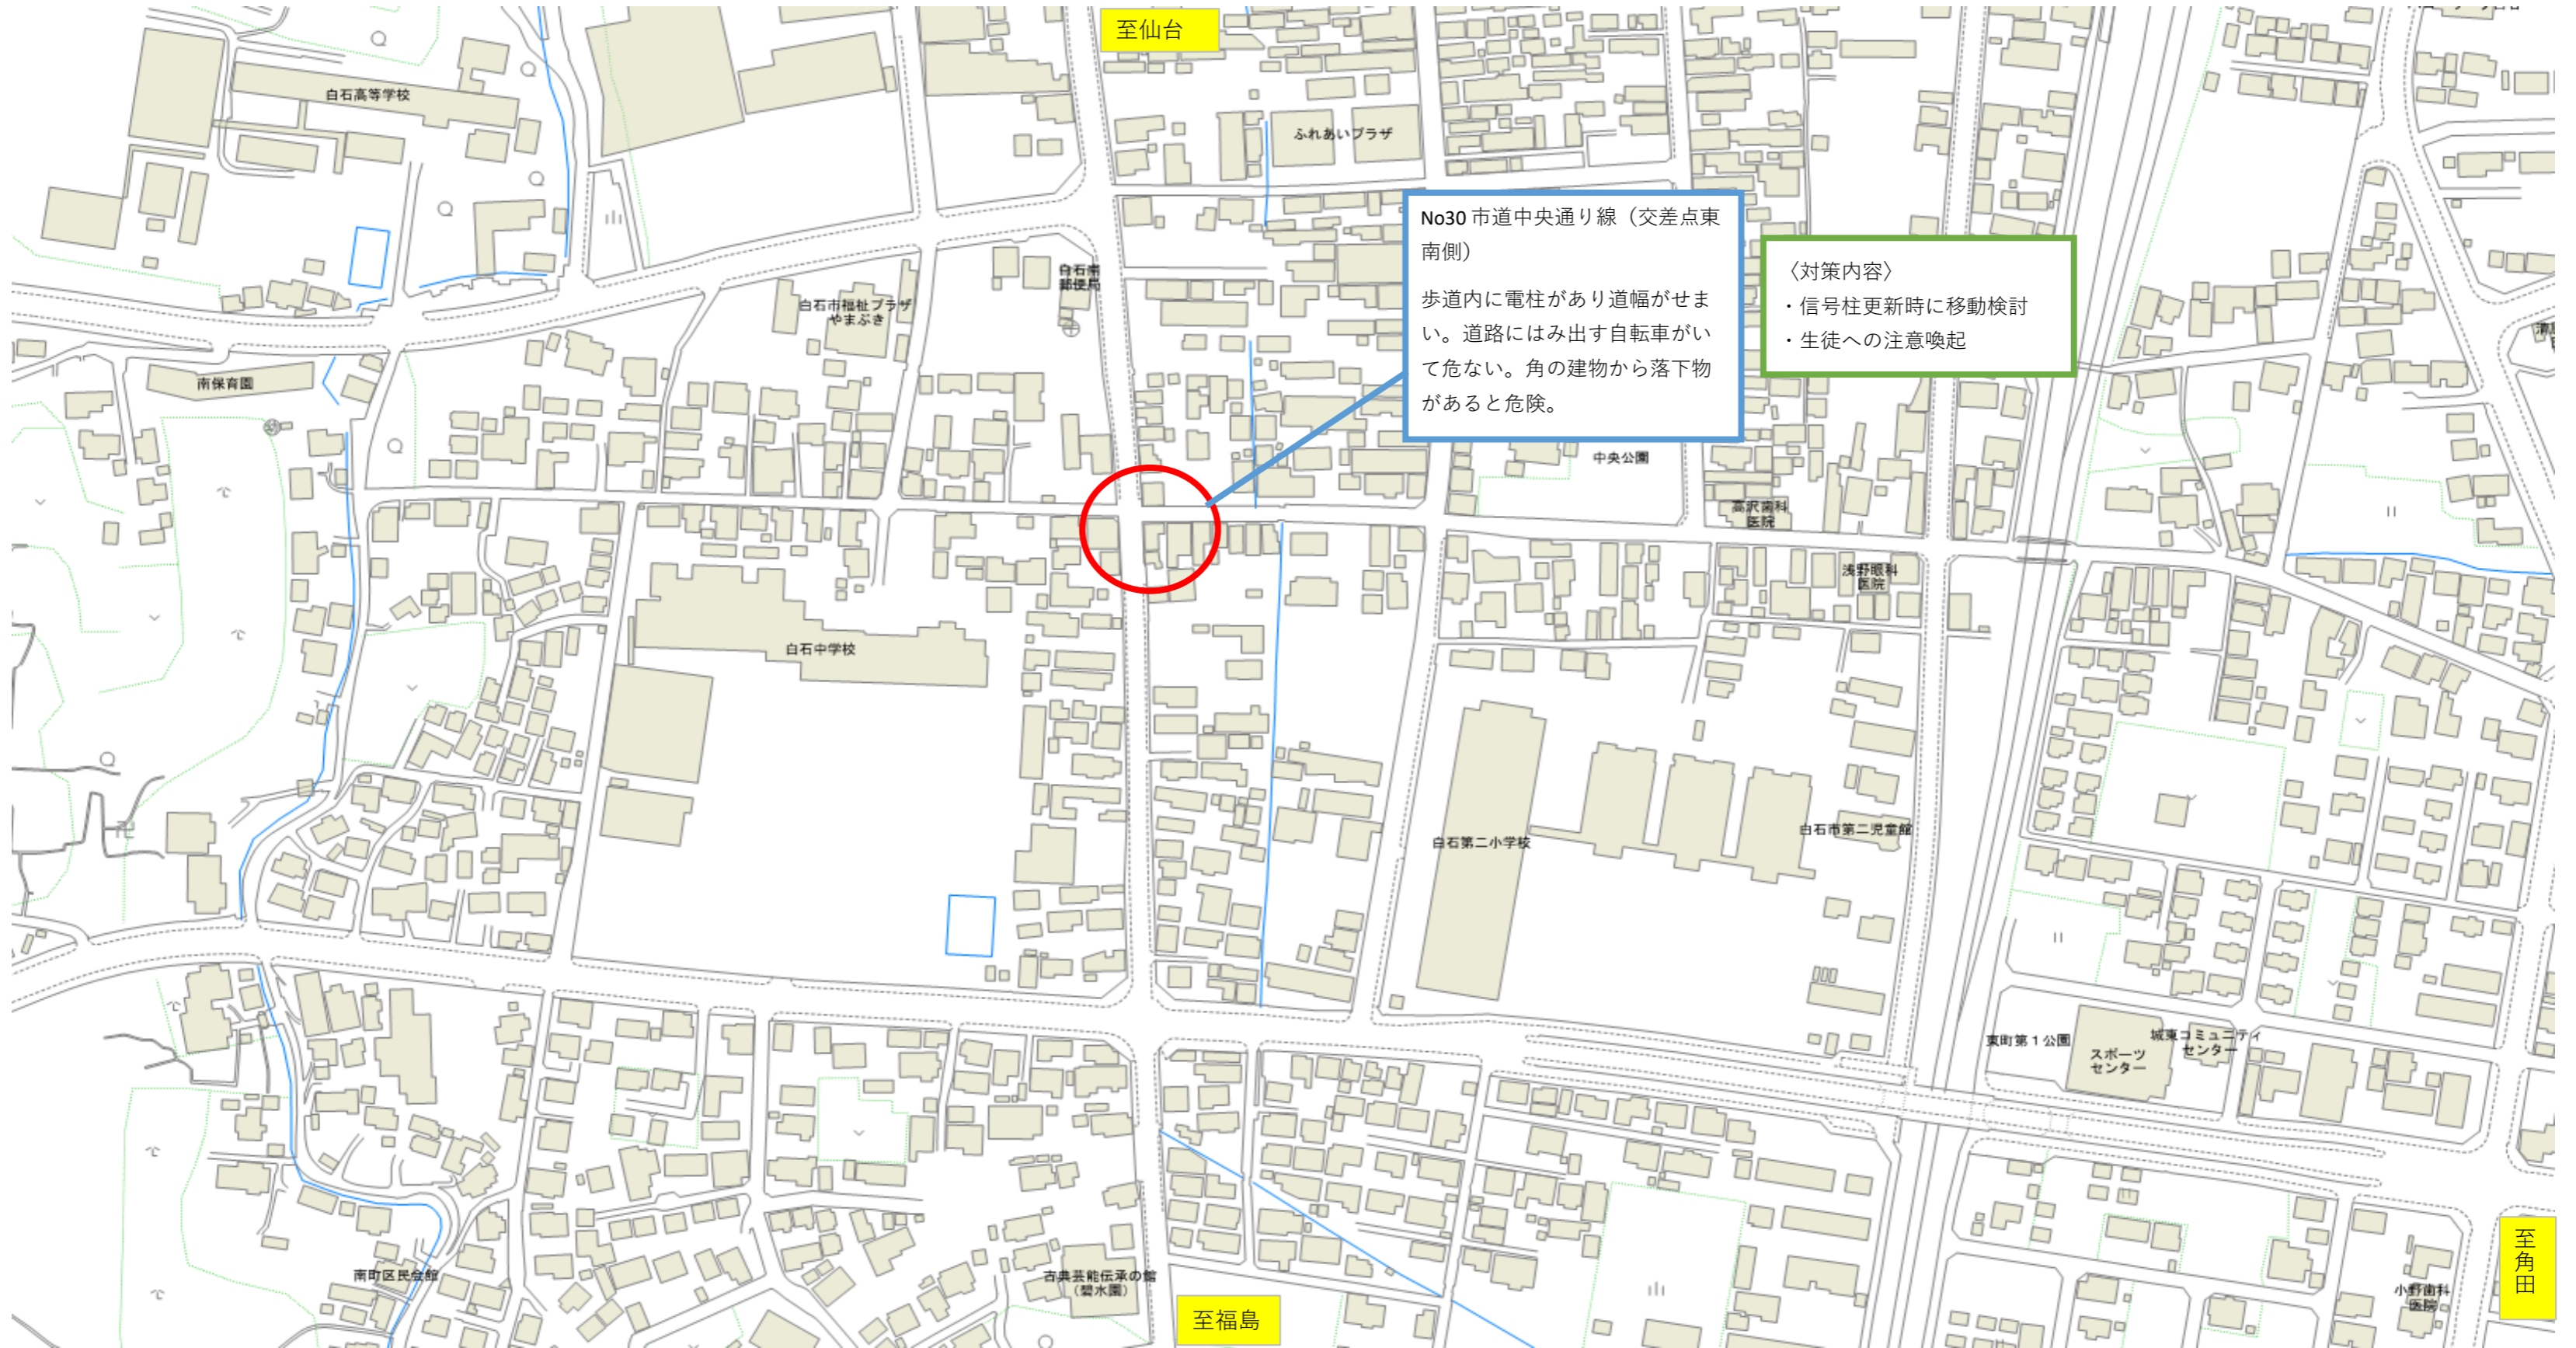 至仙台
白石高等学校
ふれあいプラザ
No30 市道中央通り線（交差点東
南側）
歩道内に電柱があり道幅がせま
い。道路にはみ出す自転車がい
て危ない。角の建物から落下物
があると危険。
〈対策内容〉
・信号柱更新時に移動検討
・生徒への注意喚起
白石南
郵便局
白石市福祉プラザ
やまぶき
南保育園
中央公園
高沢歯科
医院
浅野眼科
医院
白石中学校
白石第二小学校
白石市第二児童館
東町第1公園
スポーツ
センター
城東コミュニティ
センター
南町区民会館
古典芸能伝承の館
（碧水園）
至福島
小野歯科
医院
至角田